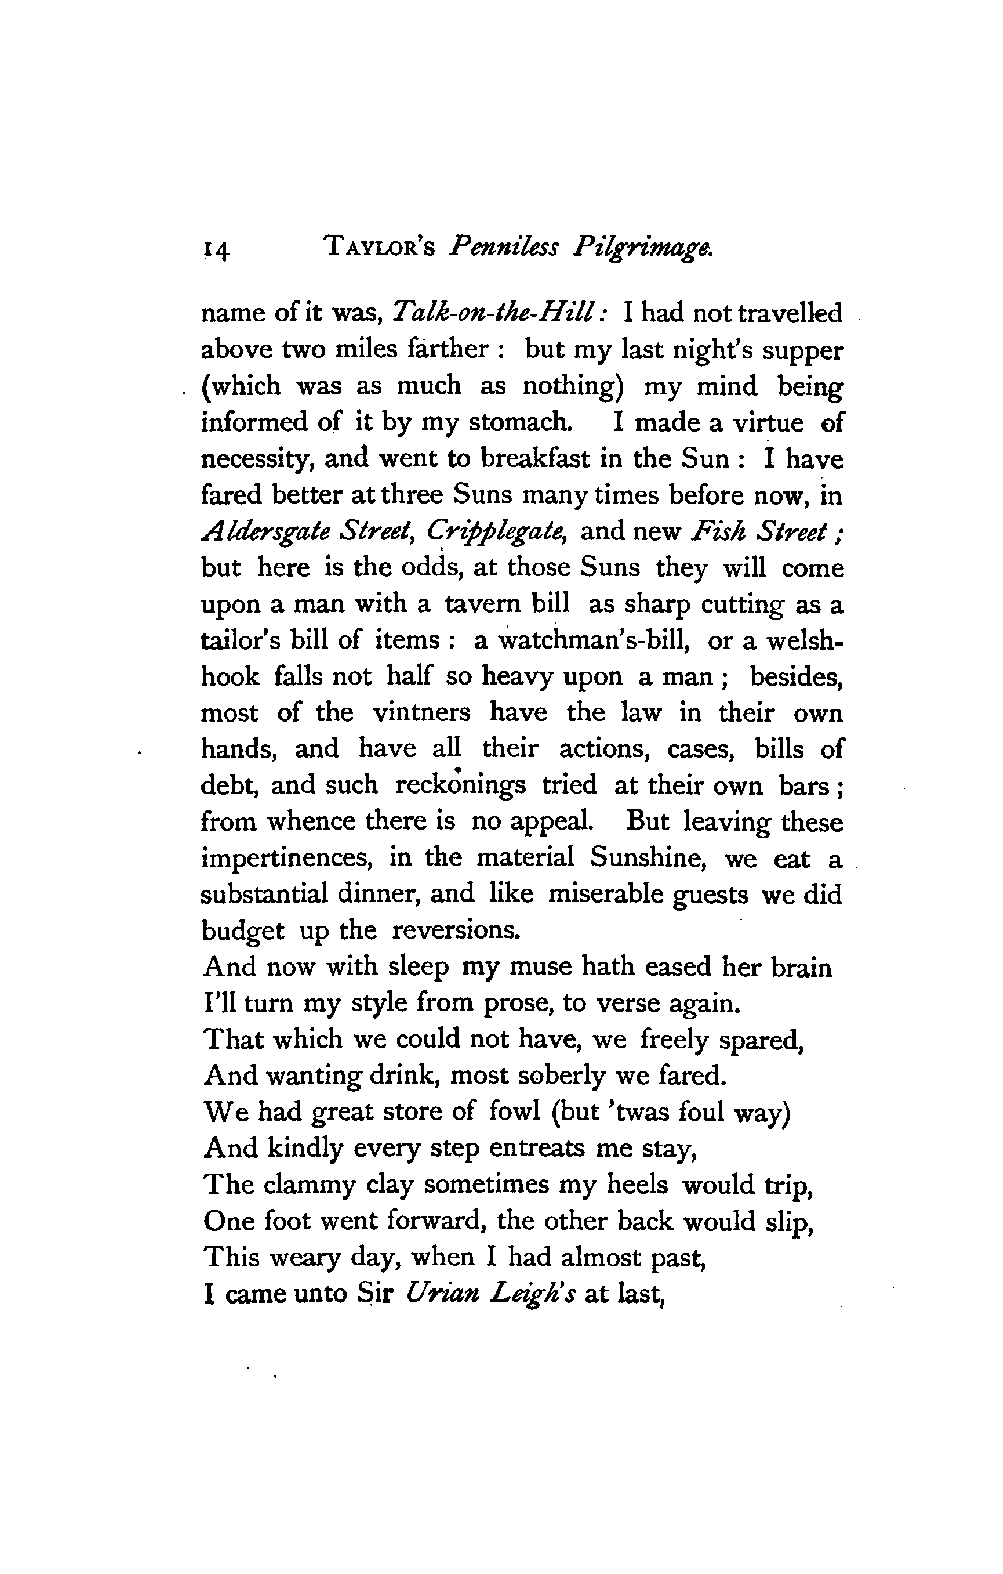 14 TAYLOR'S Penniless Pilgrimage.
name of it was, Talk-on-the-Hill: I had not travelled
above two miles farther : but my last night's supper
(which was as much as nothing) my mind being
informed of it by my stomach. I made a virtue of
necessity, and went to breakfast in the Sun : I have
fared better at three Suns many times before now, in
Aldersgate Street, Cripplegate, and new Fish Street ;
but here is the odds, at those Suns they will come
upon a man with a tavern bill as sharp cutting as a
tailor's bill of items : a watchman's-bill, or a welsh-
hook falls not half so heavy upon a man ; besides,
most of the vintners have the law in their own
hands, and have all their actions, cases, bills of
debt, and such reckonings tried at their own bars ;
from whence there is no appeal. But leaving these
impertinences, in the material Sunshine, we eat a
substantial dinner, and like miserable guests we did
budget up the reversions.
And now with sleep my muse hath eased her brain
I'll turn my style from prose, to verse again.
That which we could not have, we freely spared,
And wanting drink, most soberly we fared.
We had great store of fowl (but 'twas foul way)
And kindly every step entreats me stay,
The clammy clay sometimes my heels would trip,
One foot went forward, the other back would slip,
This weary day, when I had almost past,
I came unto Sir Urian Leigh's at last,